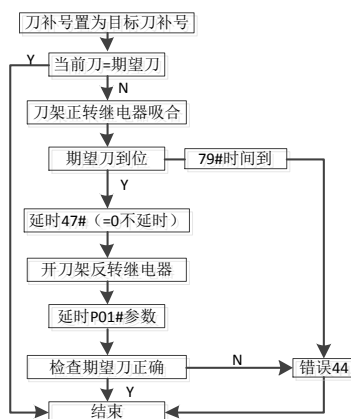 刀补号置为目标刀补号
Y
当前刀=期望刀
N
刀架正转继电器吸合
期望刀到位
79#时间到
Y
延时47#（=0不延时）
开刀架反转继电器
延时P01#参数
检查期望刀正确
N
错误44
Y
结束